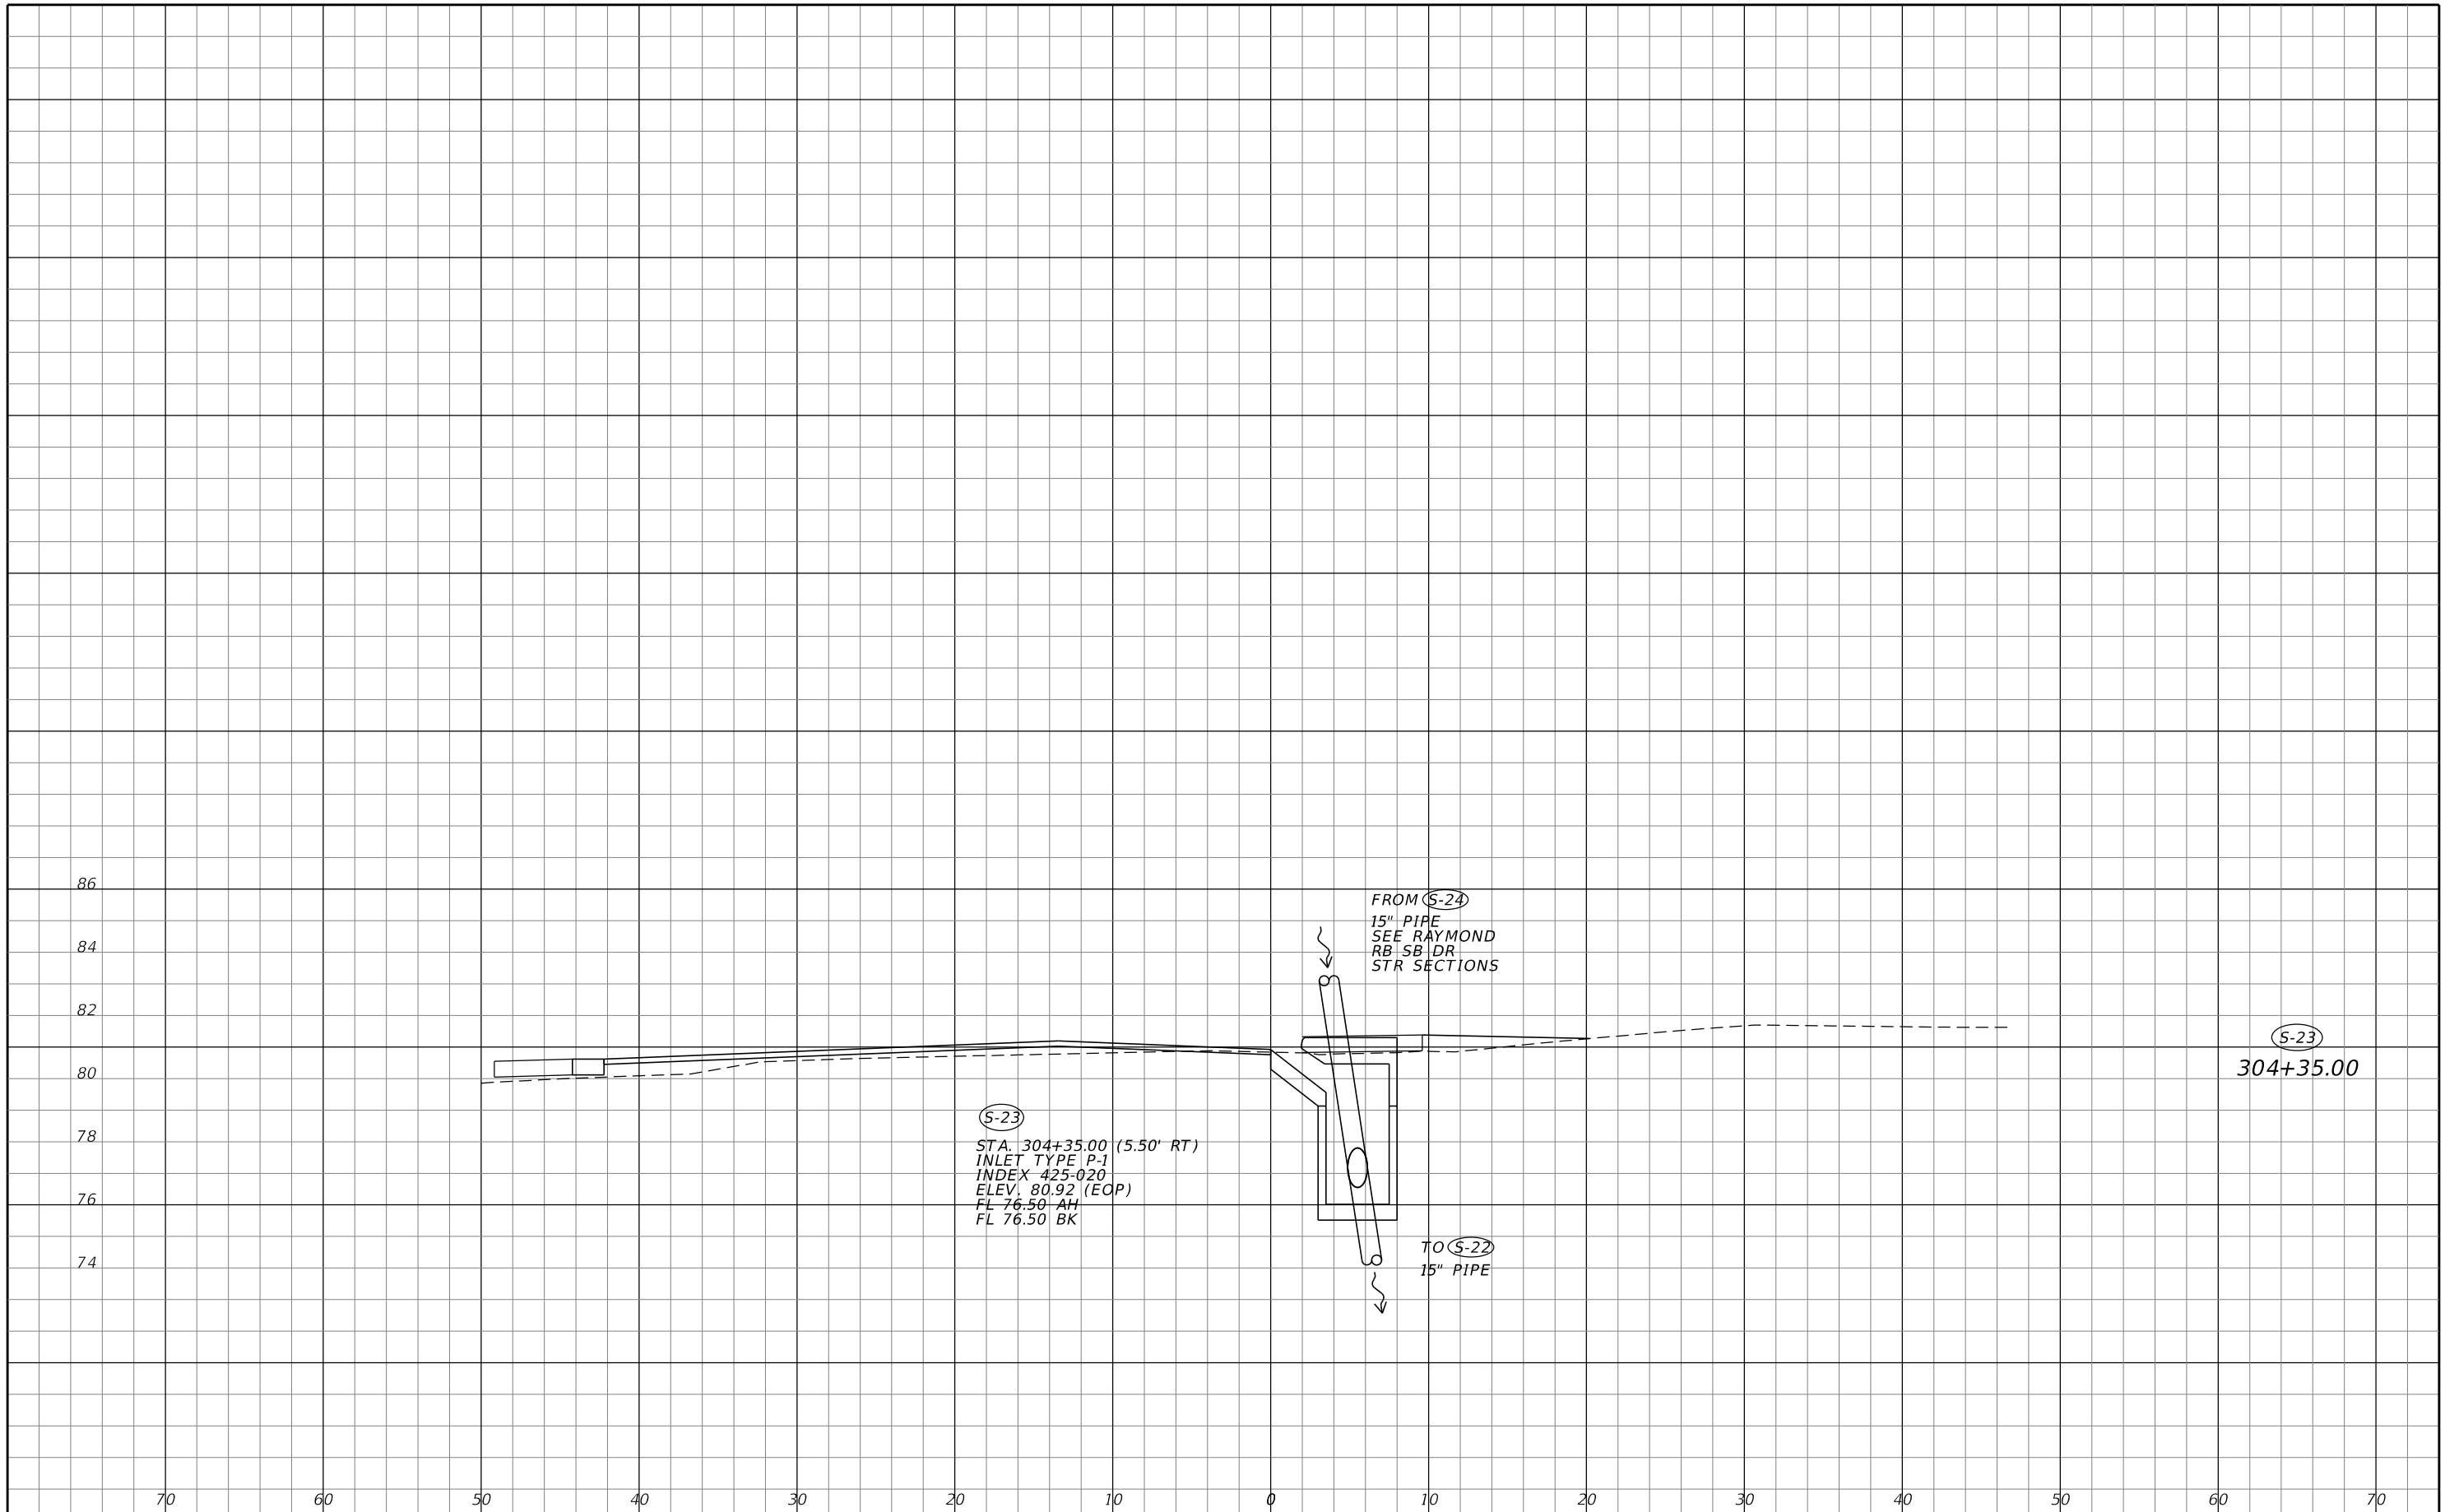 86
FROM S-24
15" PIPE
SEE RAYMOND
RB SB DR
STR SECTIONS
84
82
S-23
304+35.00
80
S-23
78
STA. 304+35.00 (5.50' RT)
INLET TYPE P-1
INDEX 425-020
ELEV. 80.92 (EOP)
FL 76.50 AH
FL 76.50 BK
76
TO S-22
15" PIPE
74
70 60 50 40 30 20 10 0 10 20 30 40 50 60 70